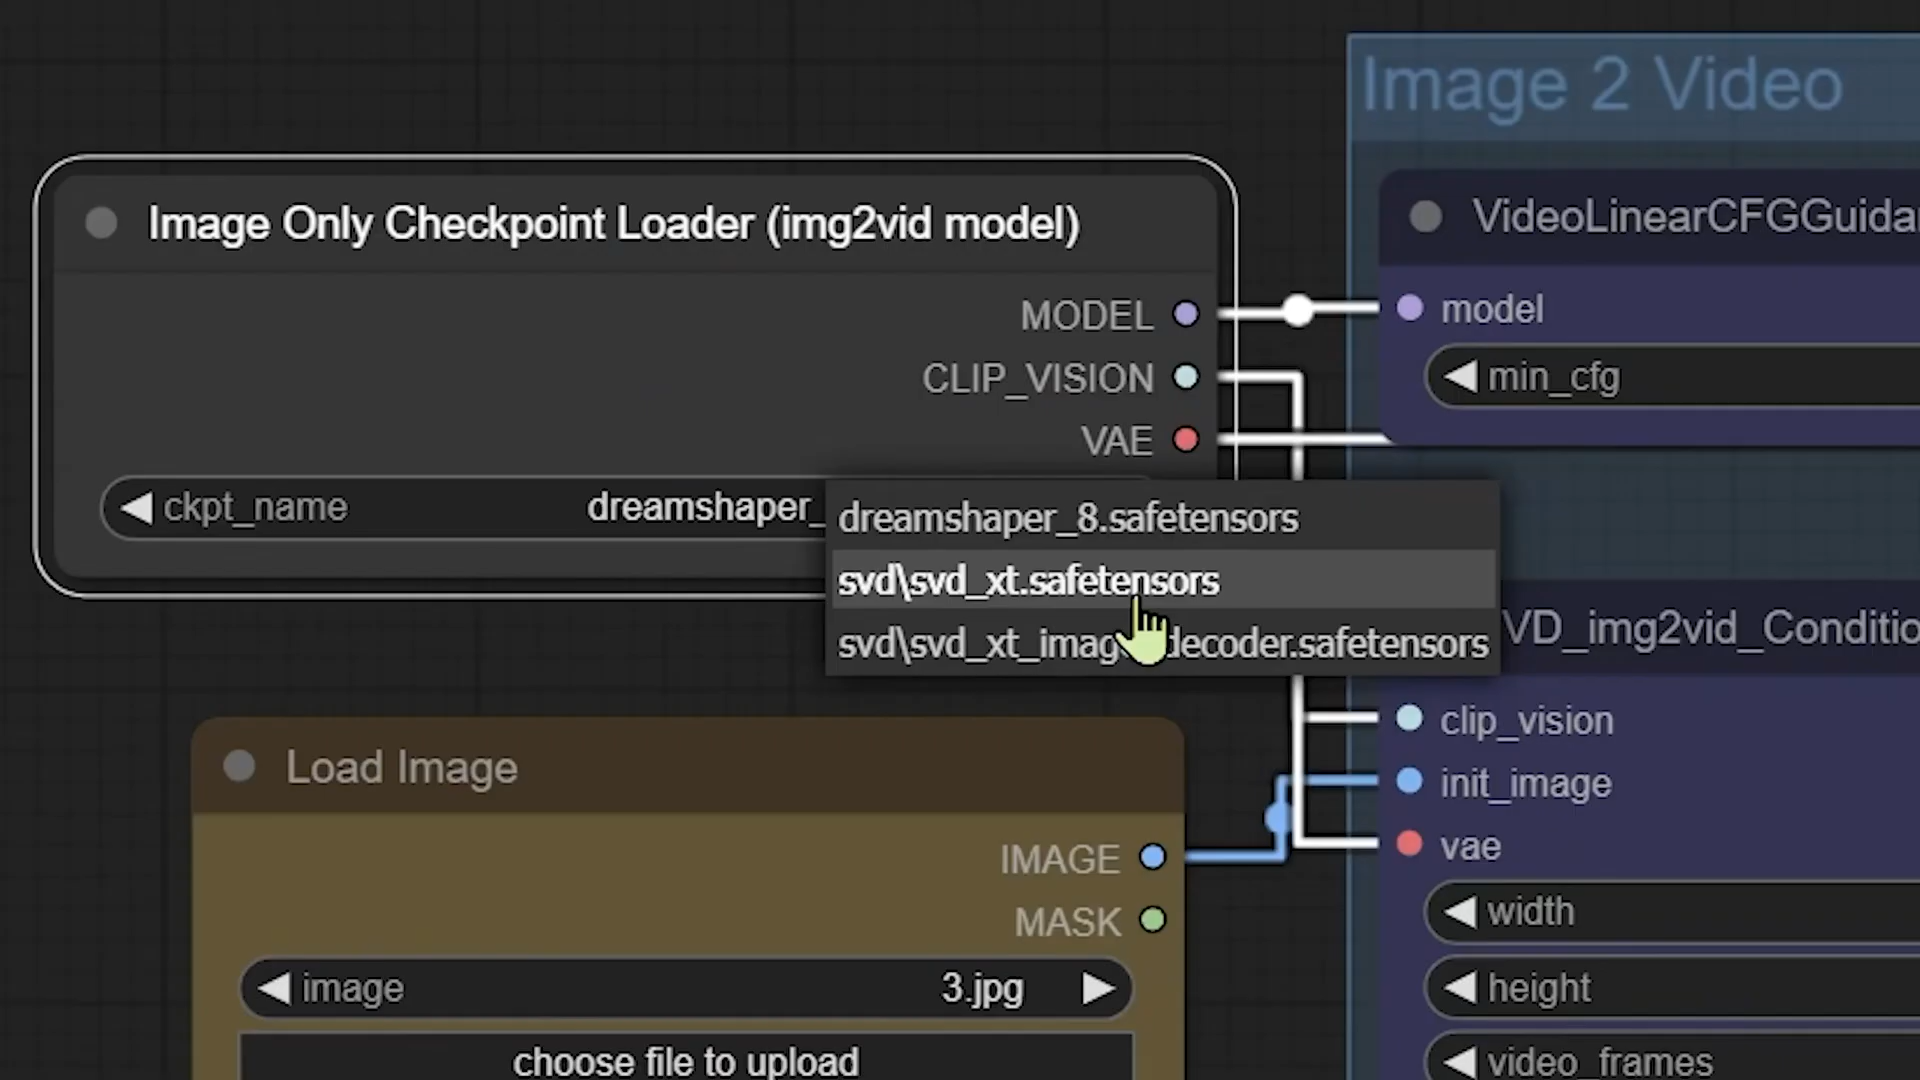 Image 2 Video
Image Only Checkpoint Loader (img2vid model)
VideoLinearCFGGuidan
MODEL
model
CLIP_VISION
min_cfg
VAE
ckpt_name
dreamshaper_
dreamshaper_8.safetensors
svd\svd_xt.safetensors
svd\svd_xt_imag decoder.safetensors
VD_img2vid_Conditio
clip_vision
Load Image
init_image
vae
IMAGE
MASK
width
image
3.jpg
height
choose file to upload
video_frames